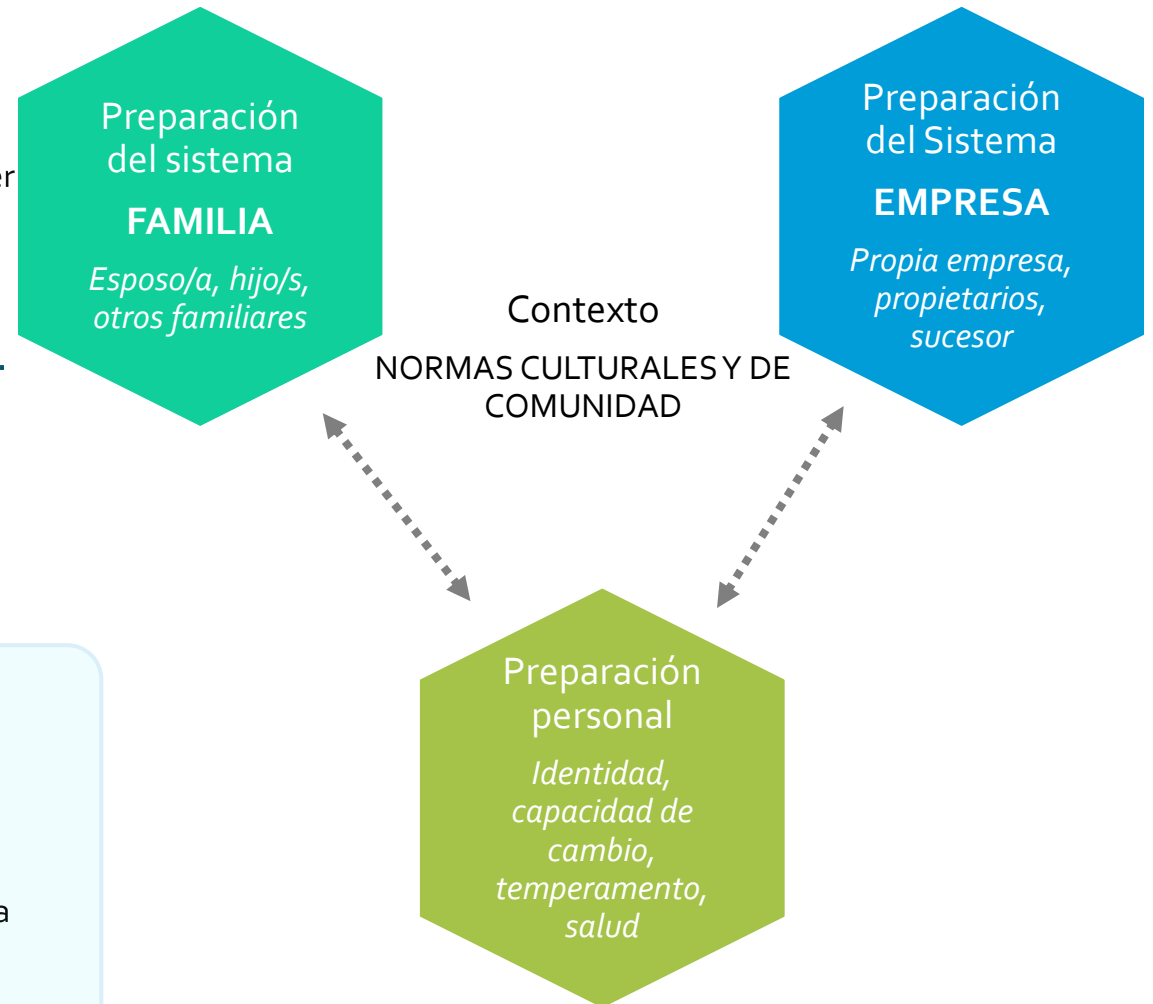 Preparación
del sistema
FAMILIA
Esposo/a, hijo/s,
otros familiares
Preparación
del Sistema
EMPRESA
Propia empresa,
propietarios,
sucesor
Contexto
NORMAS CULTURALES Y DE
COMUNIDAD
Preparación
personal
Identidad,
capacidad de
cambio,
temperamento,
salud